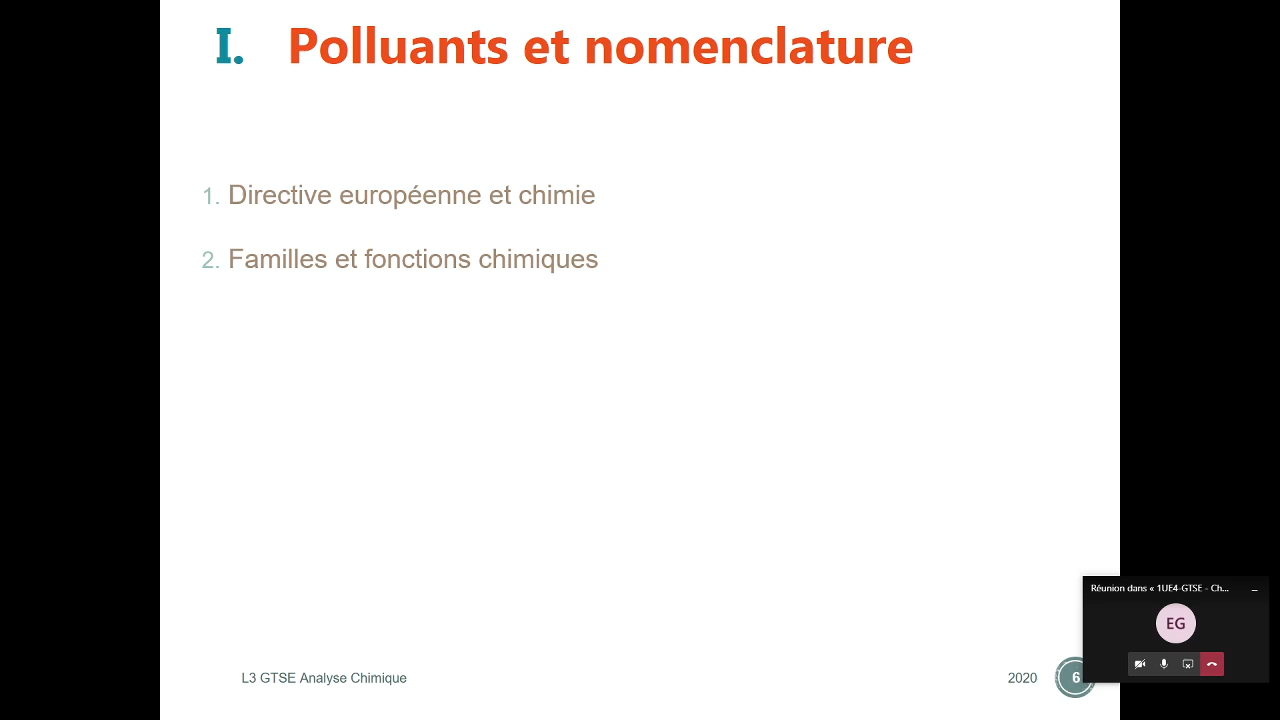 I. Polluants et nomenclature
1. Directive européenne et chimie
2. Familles et fonctions chimiques
Réunion dans « 1UE4-GTSE - Ch...
EG
L3 GTSE Analyse Chimique
2020
6